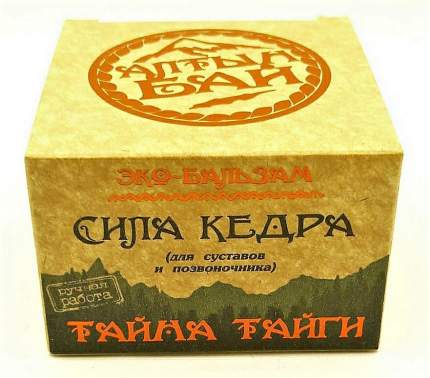 АЛТЫН
БАЙ
ЭКО-БАЛЬЗАМ
СИЛА КЕДРА
(для суставов
и позвоночника)
ручная
работа
ТАЙНА ТАЙГИ